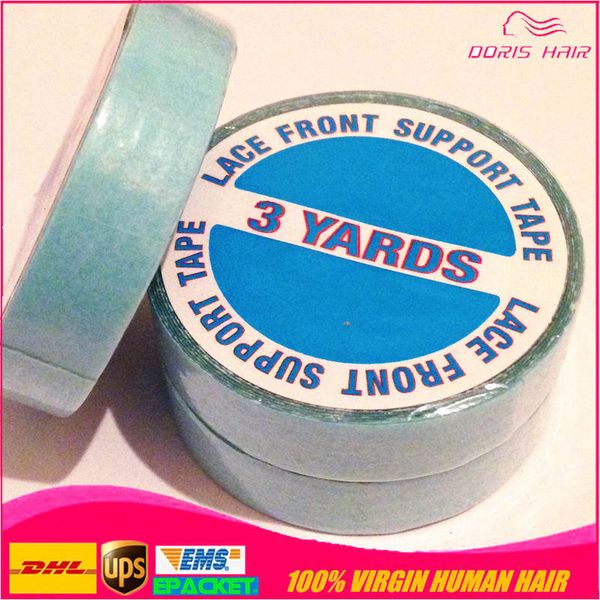 DORIS HAIR
LACE FRONT SUPPORT TAPE
3 YARDS
LACE FRONT SUPPORT TAPE
DHL
UPS
EMS
EPACKET
100% VIRGIN HUMAN HAIR